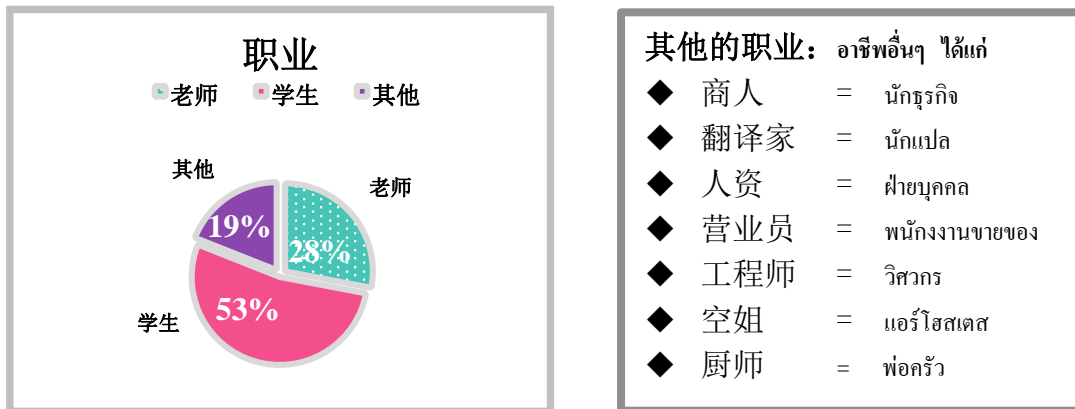 职业
老师 学生 其他
其他
老师
19%
28%
53%
学生
其他的职业：อาชีพอื่นๆ ได้แก่
◆ 商人 = นักธุรกิจ
◆ 翻译家 = นักแปล
◆ 人资 = ฝ่ายบุคคล
◆ 营业员 = พนักงงานขายของ
◆ 工程师 = วิศวกร
◆ 空姐 = แอร์โฮสเตส
◆ 厨师 = พ่อครัว